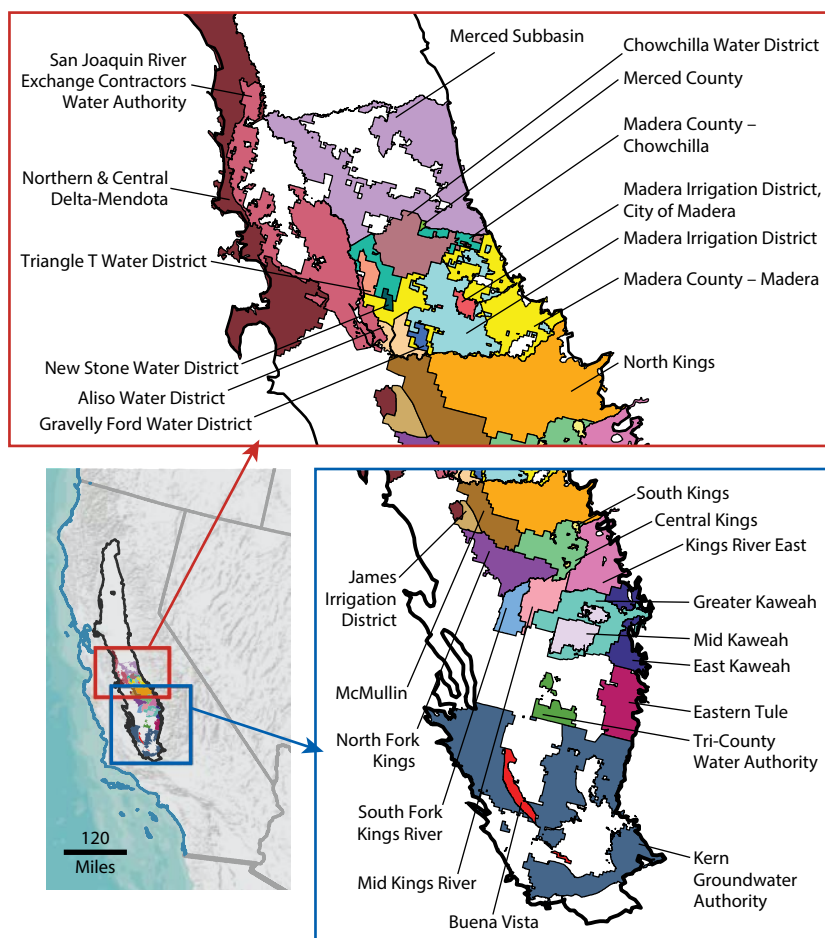 Merced Subbasin
Chowchilla Water District
San Joaquin River
Exchange Contractors
Water Authority
Merced County
Madera County –
Chowchilla
Northern & Central
Delta-Mendota
Madera Irrigation District,
City of Madera
Madera Irrigation District
Triangle T Water District
Madera County – Madera
New Stone Water District
North Kings
Aliso Water District
Gravelly Ford Water District
South Kings
Central Kings
Kings River East
James
Irrigation
District
Greater Kaweah
Mid Kaweah
East Kaweah
McMullin
Eastern Tule
North Fork
Kings
Tri-County
Water Authority
South Fork
Kings River
Mid Kings River
Kern
Groundwater
Authority
Buena Vista
120
Miles